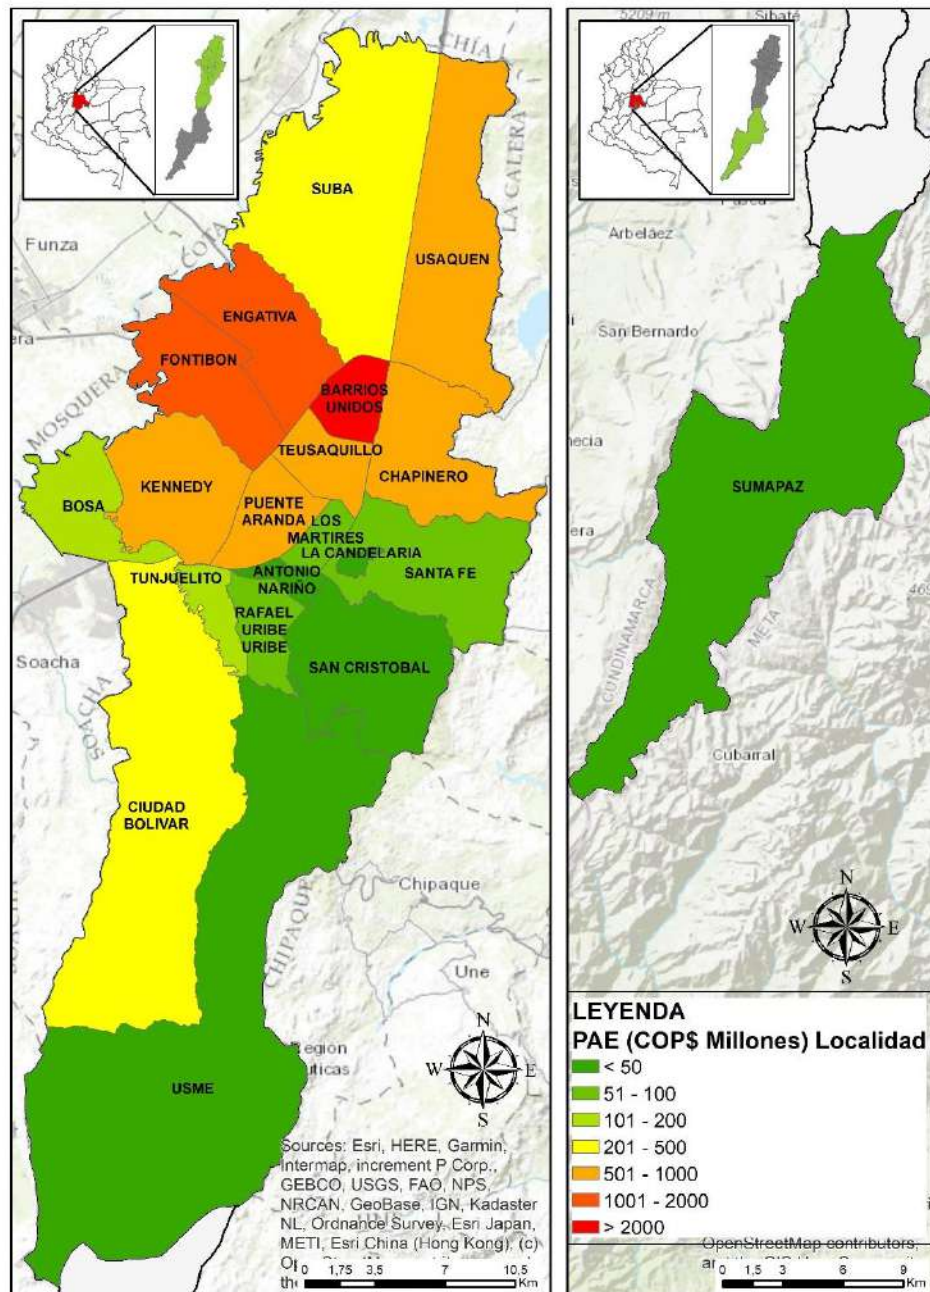 CHÍA
LA CALERA
SUBA
USAQUEN
Funza
COTA
ENGATIVA
FONTIBON
MOSQUERA
BARRIOS
UNIDOS
TEUSAQUILLO
CHAPINERO
KENNEDY
BOSA
PUENTE
ARANDA
LOS
MARTIRES
LA CANDELARIA
SANTA FE
TUNJUELITO
ANTONIO
NARIÑO
RAFAEL
URIBE
URIBE
SAN CRISTOBAL
Soacha
SOACHA
CIUDAD
BOLIVAR
Chipaque
CHIPAQUE
Une
N
W E
S
Region
USME
Sources: Esri, HERE, Garmin,
Intermap, increment P Corp.,
GEBCO, USGS, FAO, NPS,
NRCAN, GeoBase, IGN, Kadaster
NL, Ordnance Survey, Esri Japan,
METI, Esri China (Hong Kong), (c)
0 1,75 3,5 7 10,5
Km
5209 m
Sibaté
Arbeláez
San Bernardo
SUMAPAZ
CUNDINAMARCA
META
Cubarral
N
W E
S
LEYENDA
PAE (COP$ Millones) Localidad
< 50
51 - 100
101 - 200
201 - 500
501 - 1000
1001 - 2000
> 2000
OpenStreetMap contributors,
0 1,5 3 6 9
Km